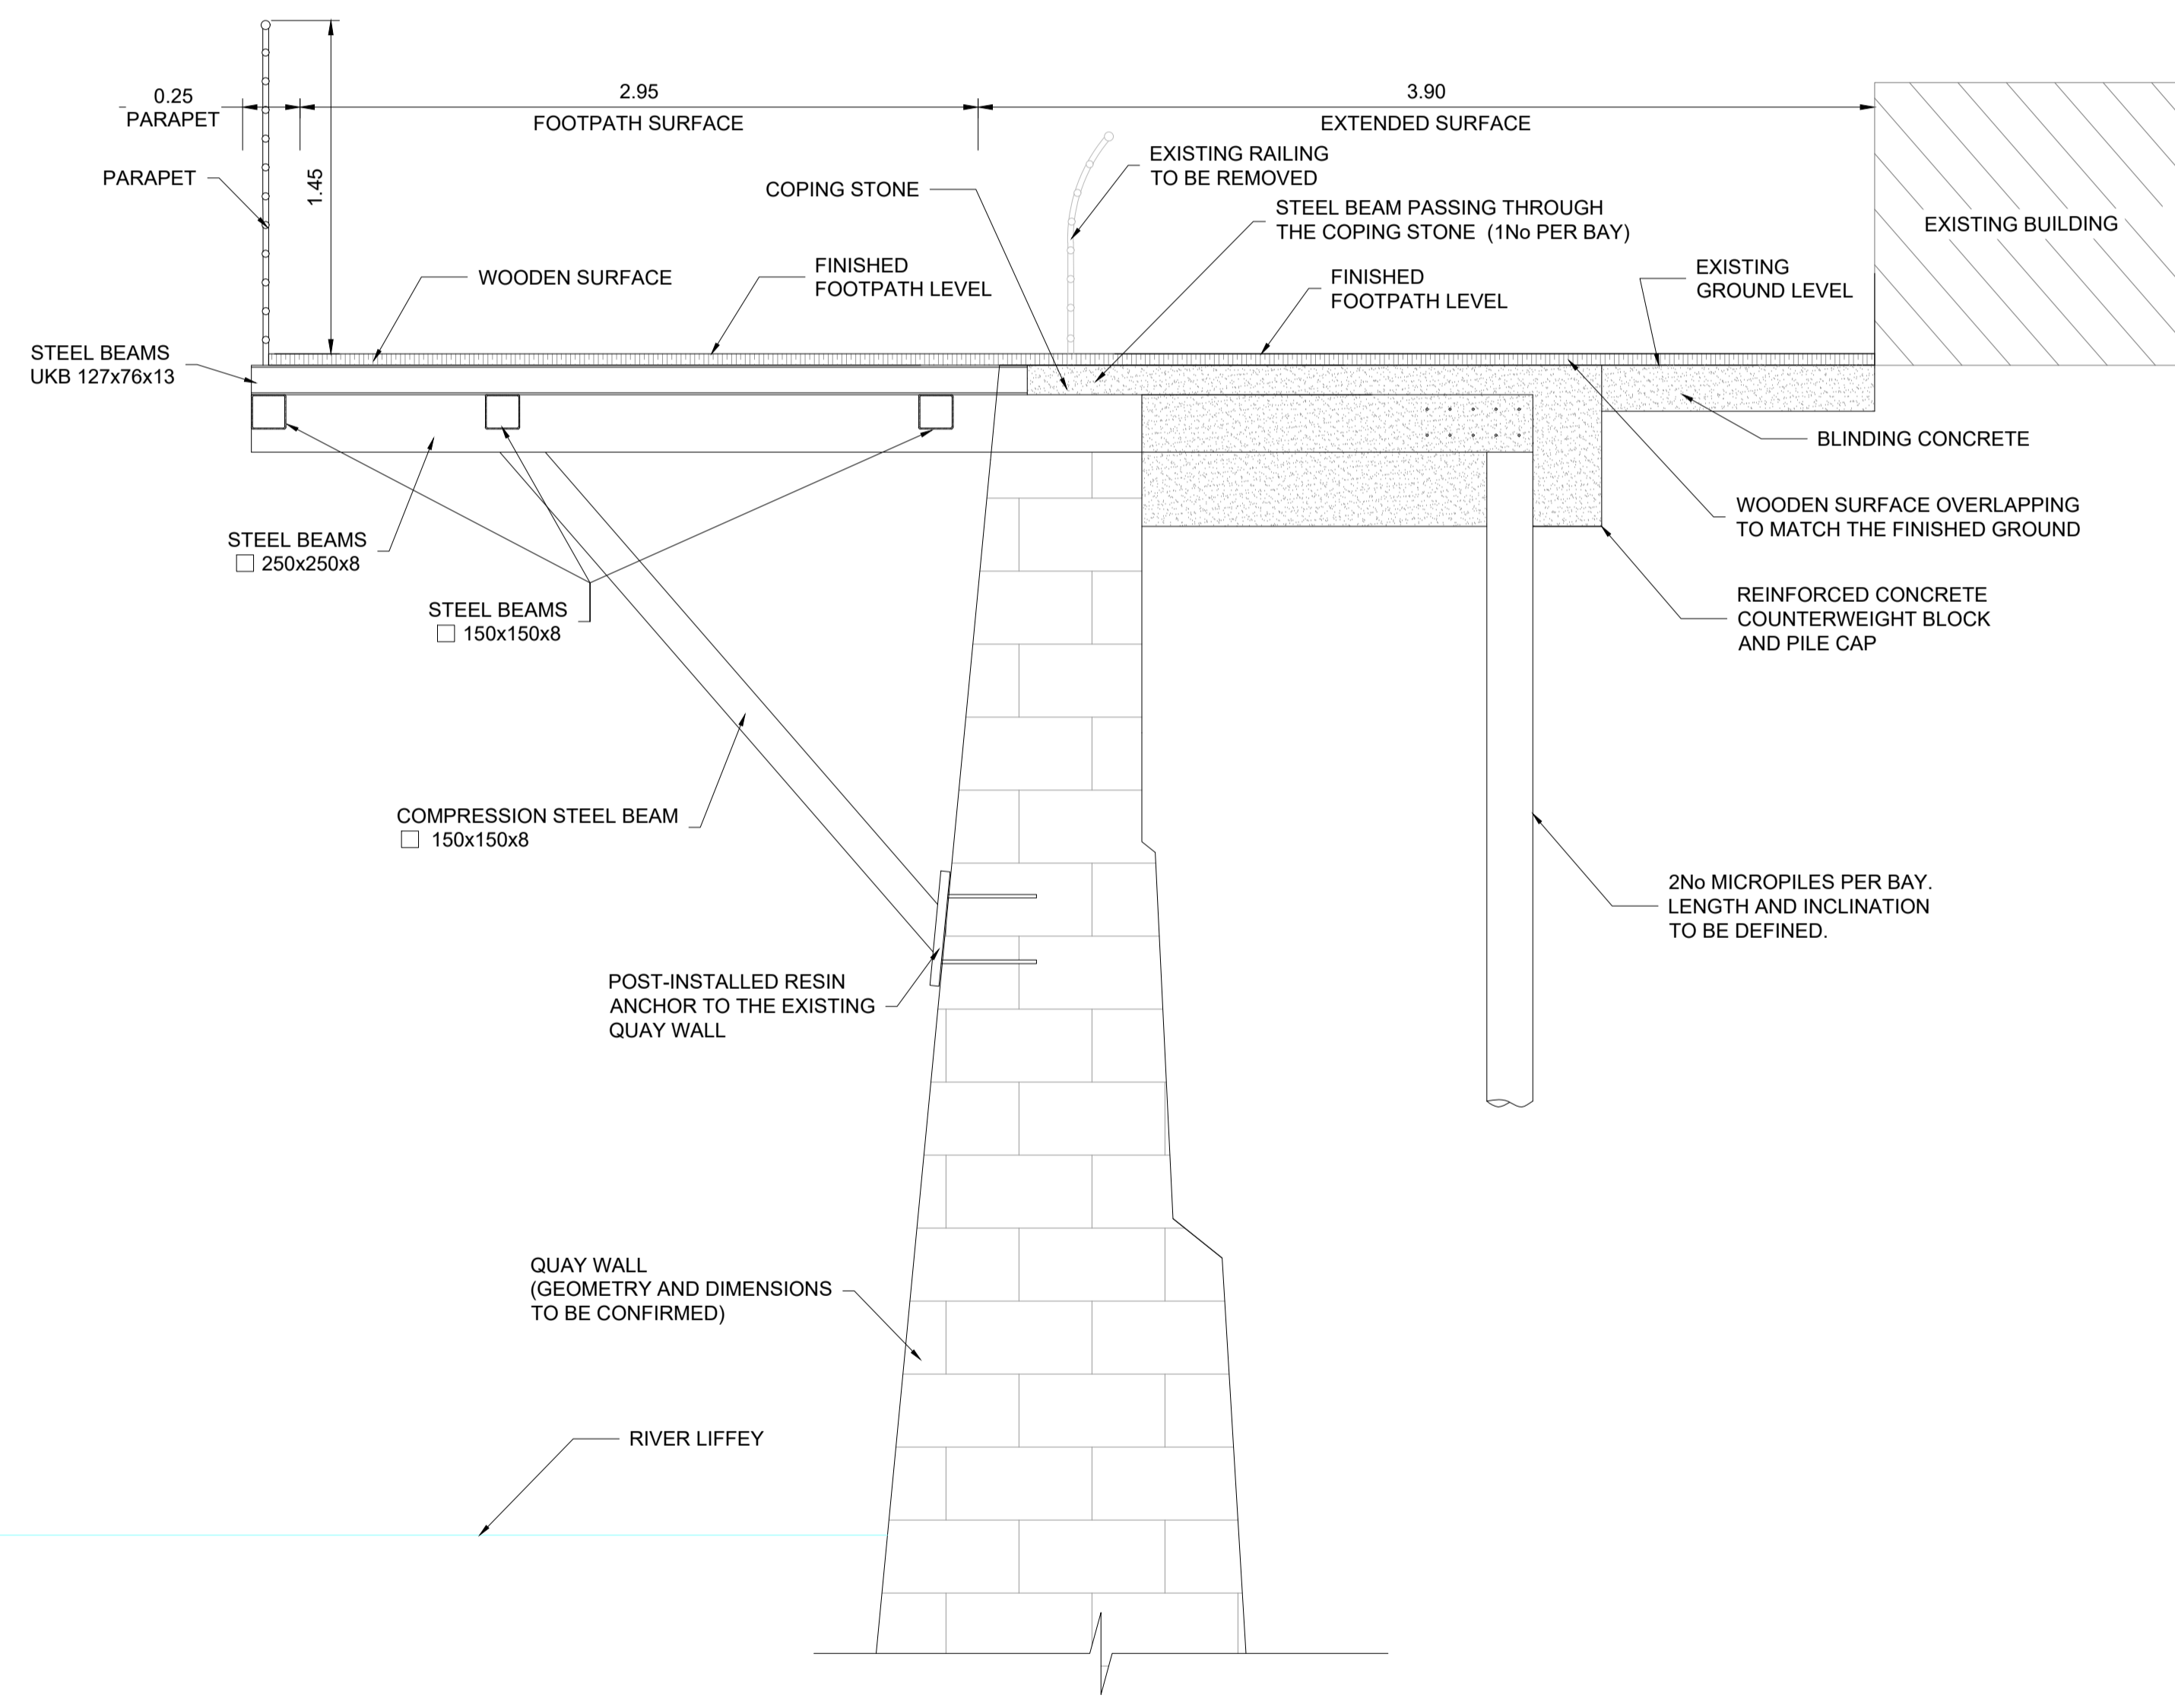 0.25
PARAPET
2.95
FOOTPATH SURFACE
3.90
EXTENDED SURFACE
1.45
PARAPET
COPING STONE
EXISTING RAILING
TO BE REMOVED
STEEL BEAM PASSING THROUGH
THE COPING STONE (1No PER BAY)
EXISTING BUILDING
WOODEN SURFACE
FINISHED
FOOTPATH LEVEL
FINISHED
FOOTPATH LEVEL
EXISTING
GROUND LEVEL
STEEL BEAMS
UKB 127x76x13
BLINDING CONCRETE
WOODEN SURFACE OVERLAPPING
TO MATCH THE FINISHED GROUND
STEEL BEAMS
250x250x8
STEEL BEAMS
150x150x8
REINFORCED CONCRETE
COUNTERWEIGHT BLOCK
AND PILE CAP
COMPRESSION STEEL BEAM
150x150x8
2No MICROPILES PER BAY.
LENGTH AND INCLINATION
TO BE DEFINED.
POST-INSTALLED RESIN
ANCHOR TO THE EXISTING
QUAY WALL
QUAY WALL
(GEOMETRY AND DIMENSIONS
TO BE CONFIRMED)
RIVER LIFFEY